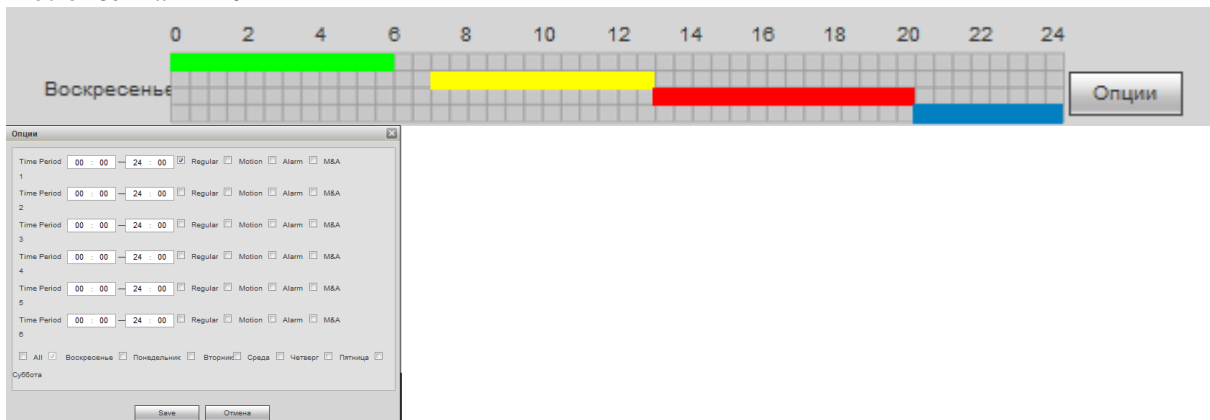 0 2 4 6 8 10 12 14 16 18 20 22 24
Воскресенье
Опции
Опции
Time Period 00 : 00 — 24 : 00 Regular Motion Alarm M&A
1
Time Period 00 : 00 — 24 : 00 Regular Motion Alarm M&A
2
Time Period 00 : 00 — 24 : 00 Regular Motion Alarm M&A
3
Time Period 00 : 00 — 24 : 00 Regular Motion Alarm M&A
4
Time Period 00 : 00 — 24 : 00 Regular Motion Alarm M&A
5
Time Period 00 : 00 — 24 : 00 Regular Motion Alarm M&A
6
All Воскресенье Понедельник Вторник Среда Четверг Пятница
Суббота
Save Отмена